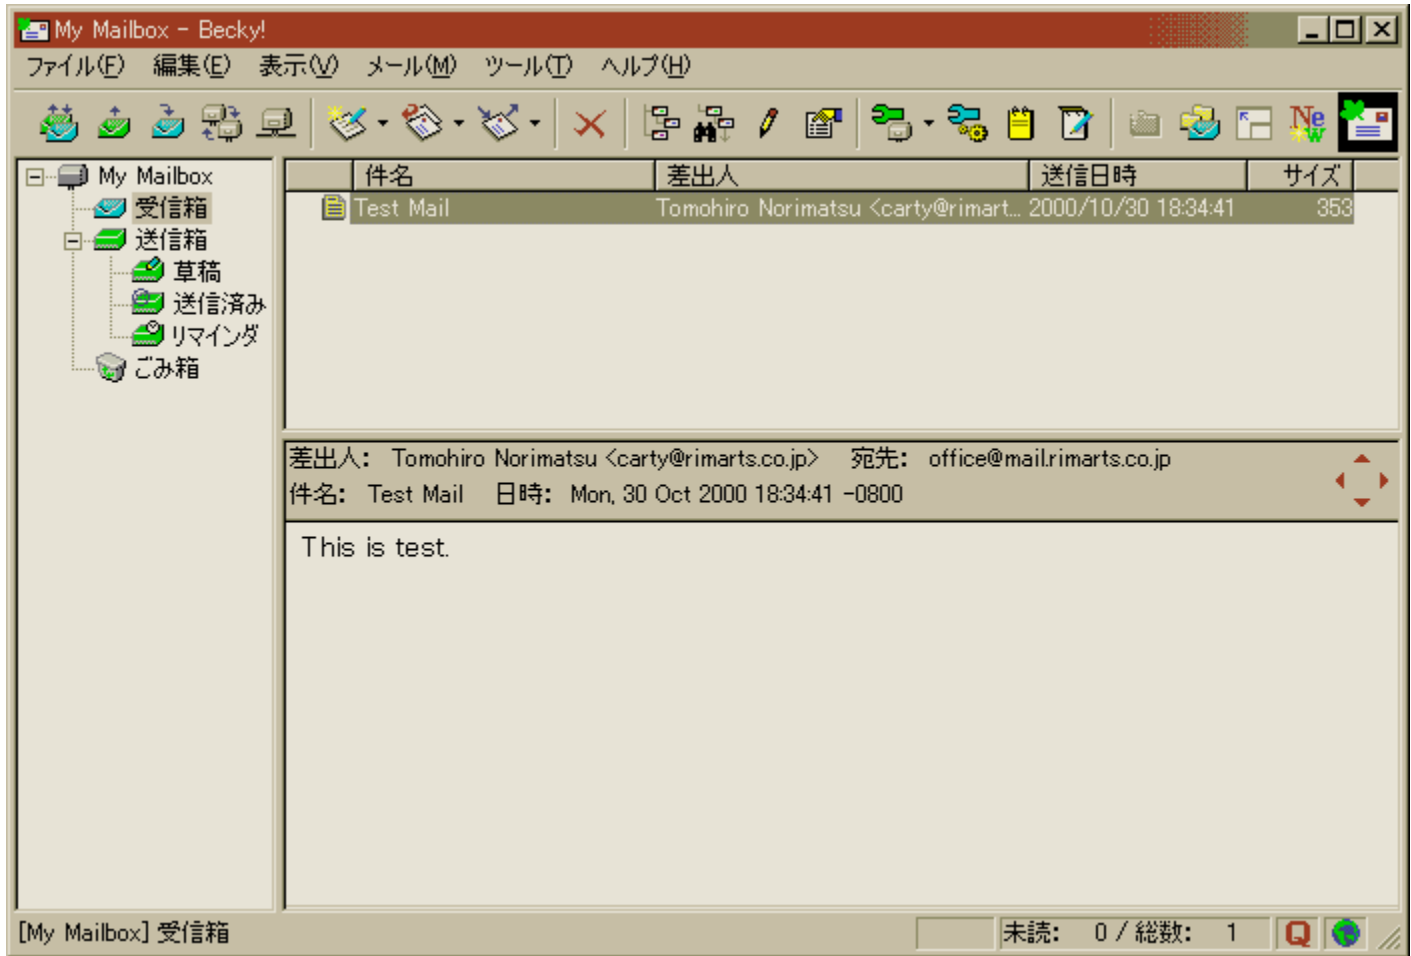 My Mailbox - Becky!
ファイル(F) 編集(E) 表示(V) メール(M) ツール(T) ヘルプ(H)
New
My Mailbox
受信箱
送信箱
草稿
送信済み
リマインダ
ごみ箱
件名 差出人 送信日時 サイズ
Test Mail Tomohiro Norimatsu <carty@rimart... 2000/10/30 18:34:41 353
差出人: Tomohiro Norimatsu <carty@rimarts.co.jp> 宛先: office@mail.rimarts.co.jp
件名: Test Mail 日時: Mon, 30 Oct 2000 18:34:41 -0800
This is test.
[My Mailbox] 受信箱 未読: 0 / 総数: 1 Q